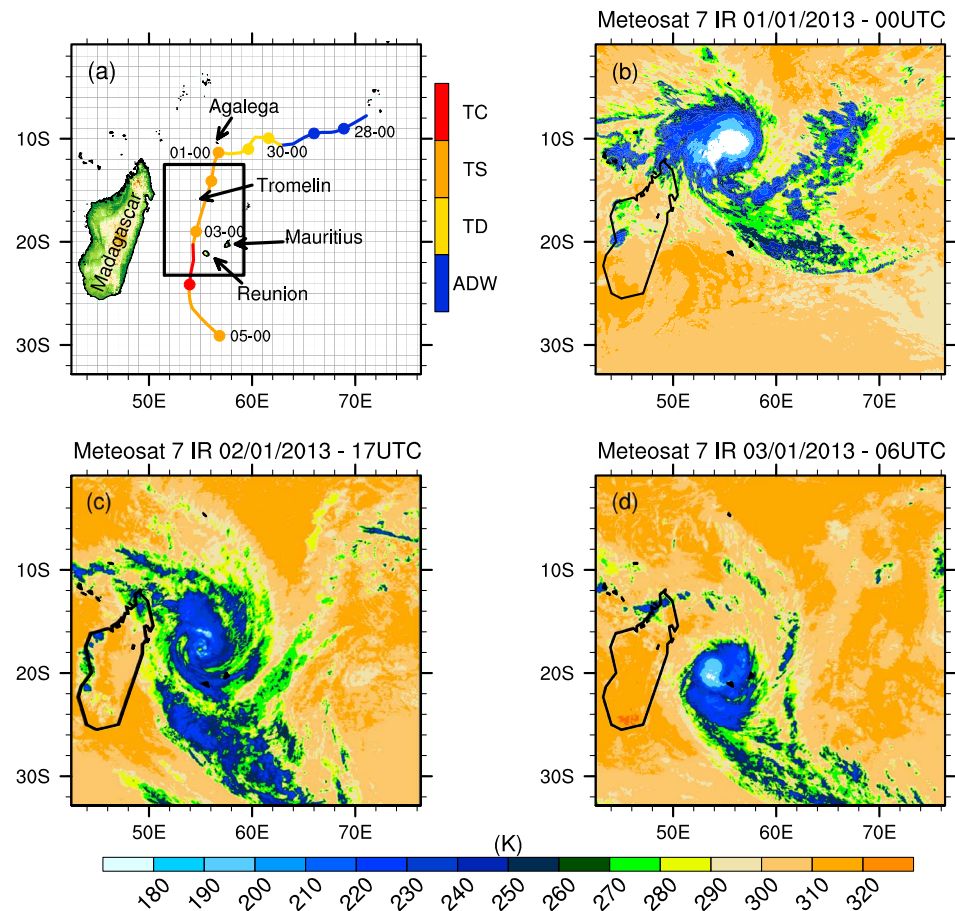 Meteosat 7 IR 01/01/2013 - 00UTC
(a)
Agalega
28-00
01-00
30-00
Tromelin
03-00
Mauritius
Reunion
05-00
Madagascar
10S
20S
30S
50E 60E 70E
TC
TS
TD
ADW
(b)
10S
20S
30S
50E 60E 70E
Meteosat 7 IR 02/01/2013 - 17UTC
(c)
10S
20S
30S
50E 60E 70E
Meteosat 7 IR 03/01/2013 - 06UTC
(d)
10S
20S
30S
50E 60E 70E
(K)
180 190 200 210 220 230 240 250 260 270 280 290 300 310 320